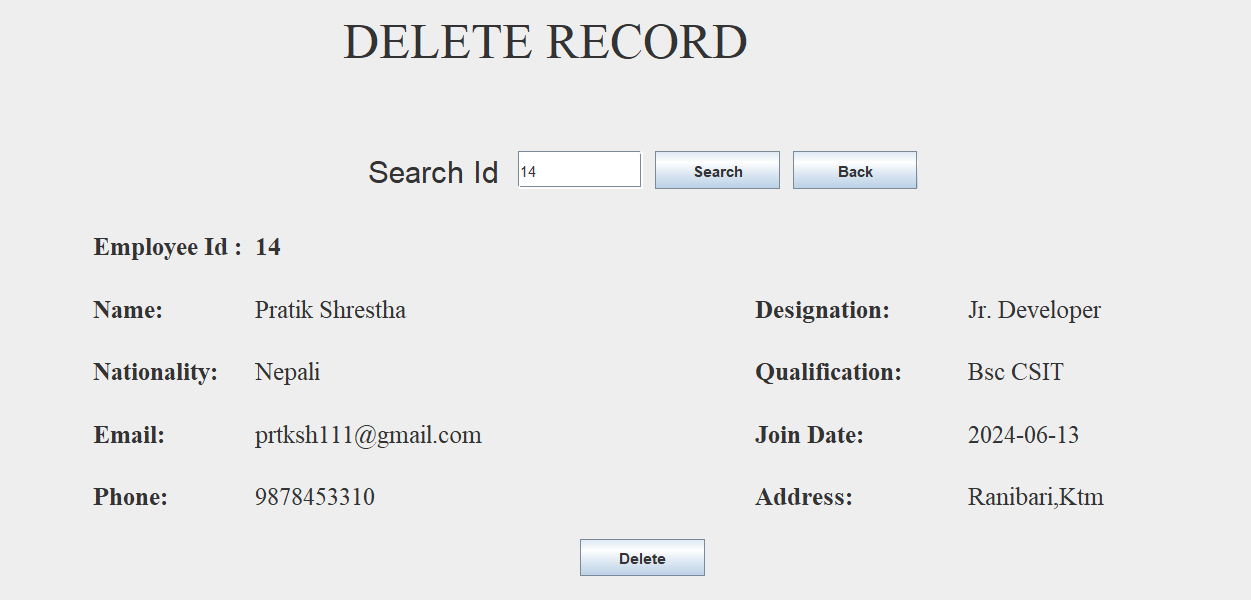 DELETE RECORD
Search Id 14 Search Back
Employee Id : 14
Name: Pratik Shrestha Designation: Jr. Developer
Nationality: Nepali Qualification: Bsc CSIT
Email: prtksh111@gmail.com Join Date: 2024-06-13
Phone: 9878453310 Address: Ranibari,Ktm
Delete